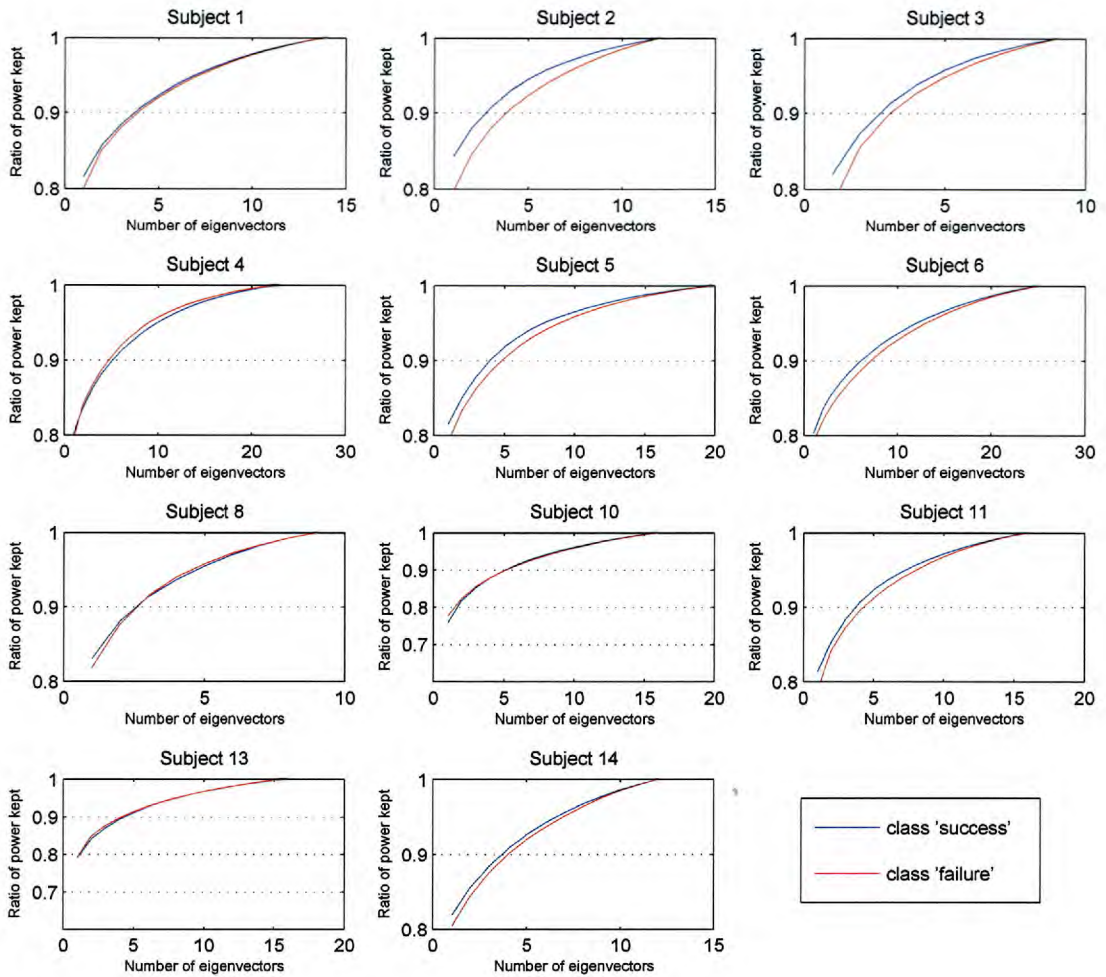 Subject 1
Ratio of power kept
1
0.9
0.8
0 5 10 15
Number of eigenvectors
Subject 2
Ratio of power kept
1
0.9
0.8
0 5 10 15
Number of eigenvectors
Subject 3
Ratio of power kept
1
0.9
0.8
0 5 10
Number of eigenvectors
Subject 4
Ratio of power kept
1
0.9
0.8
0 10 20 30
Number of eigenvectors
Subject 5
Ratio of power kept
1
0.9
0.8
0 5 10 15 20
Number of eigenvectors
Subject 6
Ratio of power kept
1
0.9
0.8
0 10 20 30
Number of eigenvectors
Subject 8
Ratio of power kept
1
0.9
0.8
0 5 10
Number of eigenvectors
Subject 10
Ratio of power kept
1
0.9
0.8
0.7
0 5 10 15 20
Number of eigenvectors
Subject 11
Ratio of power kept
1
0.9
0.8
0 5 10 15 20
Number of eigenvectors
Subject 13
Ratio of power kept
1
0.9
0.8
0.7
0 5 10 15 20
Number of eigenvectors
Subject 14
Ratio of power kept
1
0.9
0.8
0 5 10 15
Number of eigenvectors
class 'success'
class 'failure'